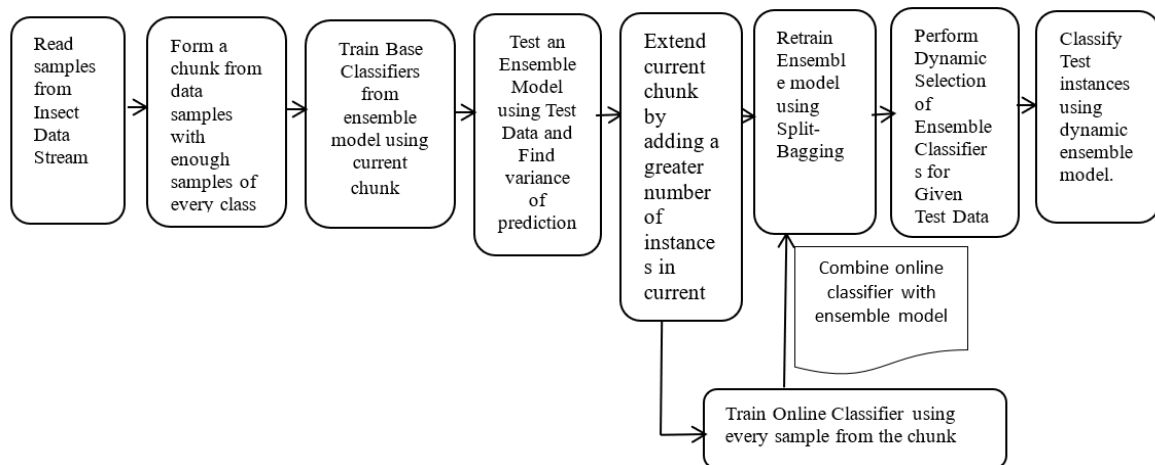 Read
samples
from
Insect
Data
Stream
Form a
chunk from
data
samples
with
enough
samples of
every class
Train Base
Classifiers
from
ensemble
model using
current
chunk
Test an
Ensemble
Model
using Test
Data and
Find
variance
of
prediction
Extend
current
chunk
by
adding a
greater
number
of
instance
s in
current
Retrain
Ensembl
e model
using
Split-
Bagging
Perform
Dynamic
Selection
of
Ensemble
Classifier
s for
Given
Test Data
Classify
Test
instances
using
dynamic
ensemble
model.
Combine online
classifier with
ensemble model
Train Online Classifier using
every sample from the chunk